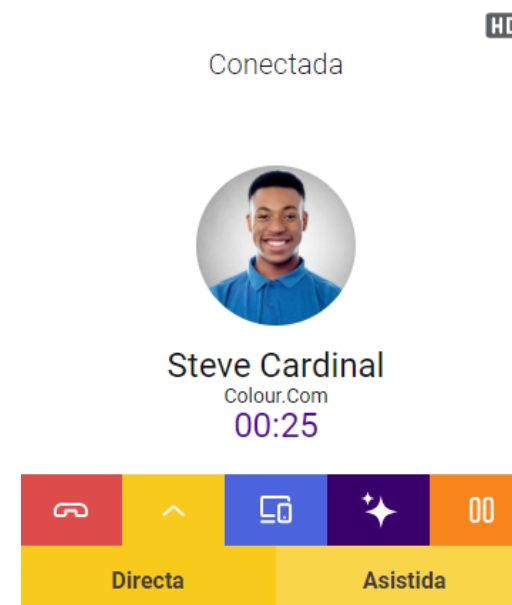 HD
Conectada
Steve Cardinal
Colour.Com
00:25
Directa
Asistida